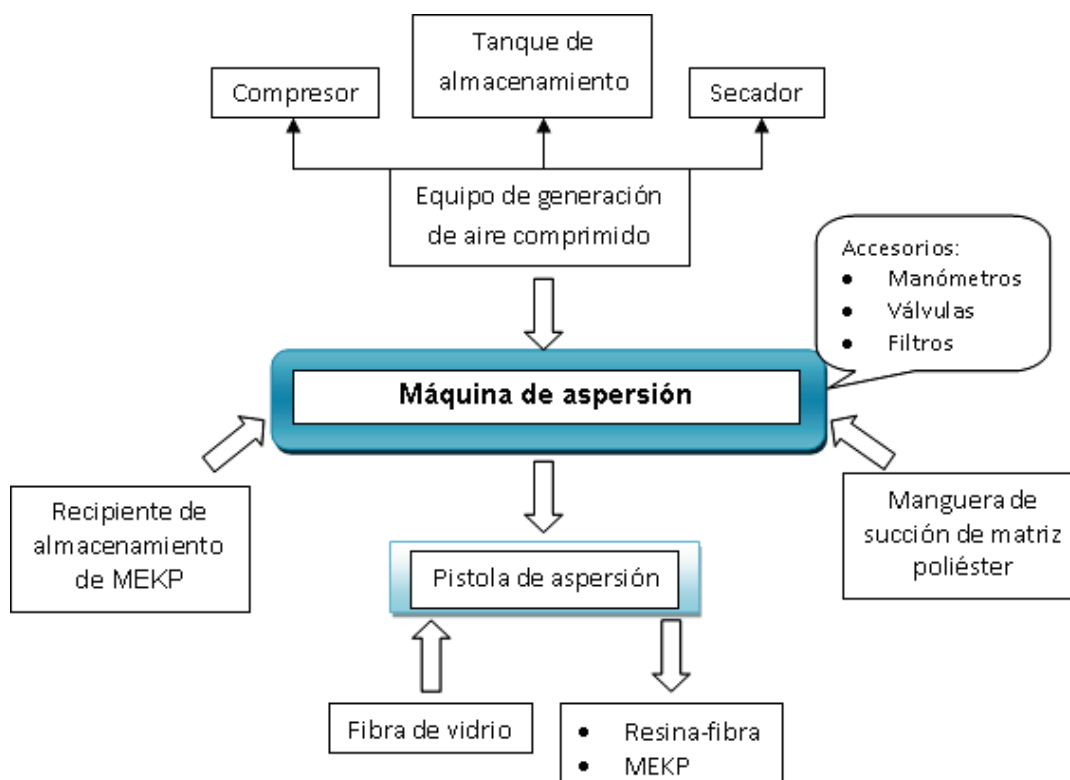 Tanque de
almacenamiento
Compresor
Secador
Equipo de generación
de aire comprimido
Accesorios:
• Manómetros
• Válvulas
• Filtros
Máquina de aspersión
Recipiente de
almacenamiento
de MEKP
Manguera de
succión de matriz
poliéster
Pistola de aspersión
Fibra de vidrio
• Resina-fibra
• MEKP